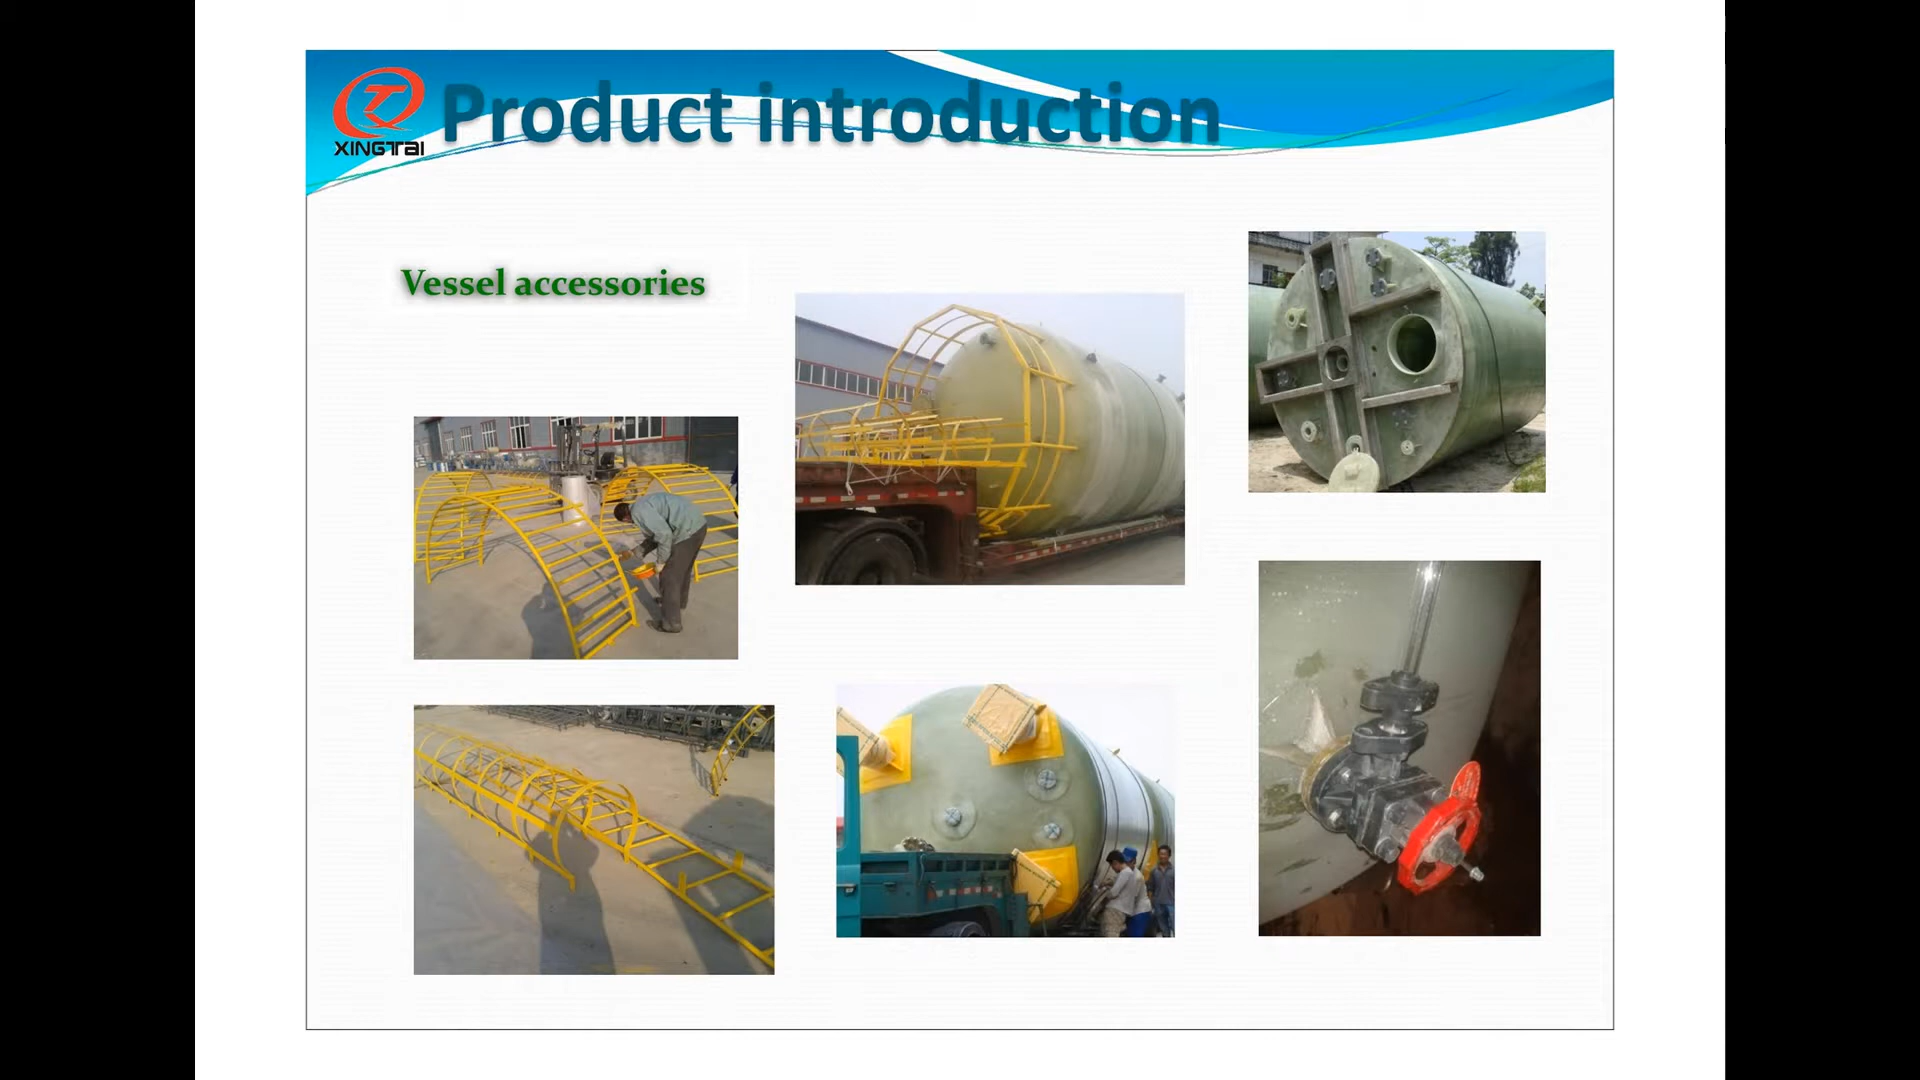 XINGTai
Product introduction
Vessel accessories